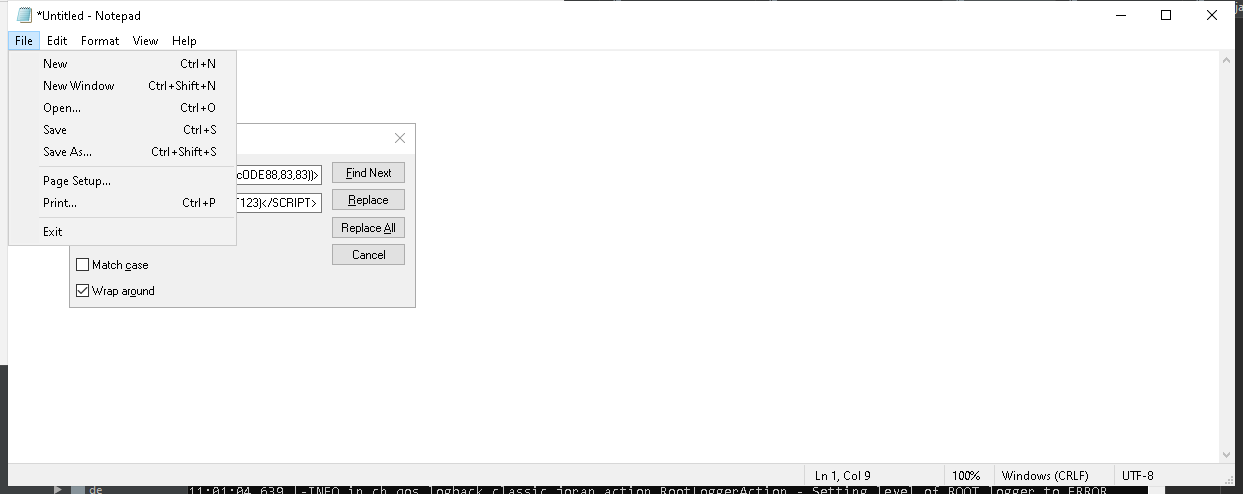 *Untitled - Notepad
File Edit Format View Help
New Ctrl+N
New Window Ctrl+Shift+N
Open... Ctrl+O
Save Ctrl+S
Save As... Ctrl+Shift+S
Page Setup...
Print... Ctrl+P
Exit
cODE88,83,83))> Find Next
T123)</SCRIPT> Replace
Replace All
Cancel
Match case
Wrap around
Ln 1, Col 9 100% Windows (CRLF) UTF-8
de 11:01:04,639 |-INFO in ch.qos.logback.classic.joran.action.RootLoggerAction - Setting level of ROOT logger to ERROR
ja